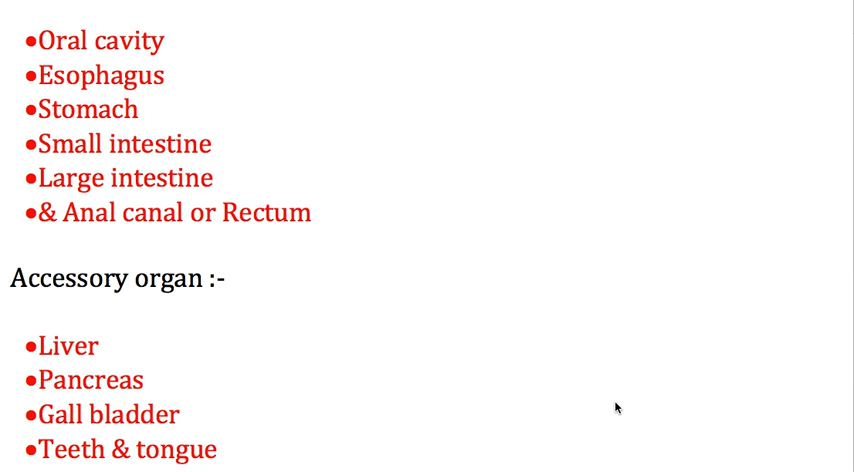 •Oral cavity
•Esophagus
•Stomach
•Small intestine
•Large intestine
•& Anal canal or Rectum
Accessory organ :-
•Liver
•Pancreas
•Gall bladder
•Teeth & tongue